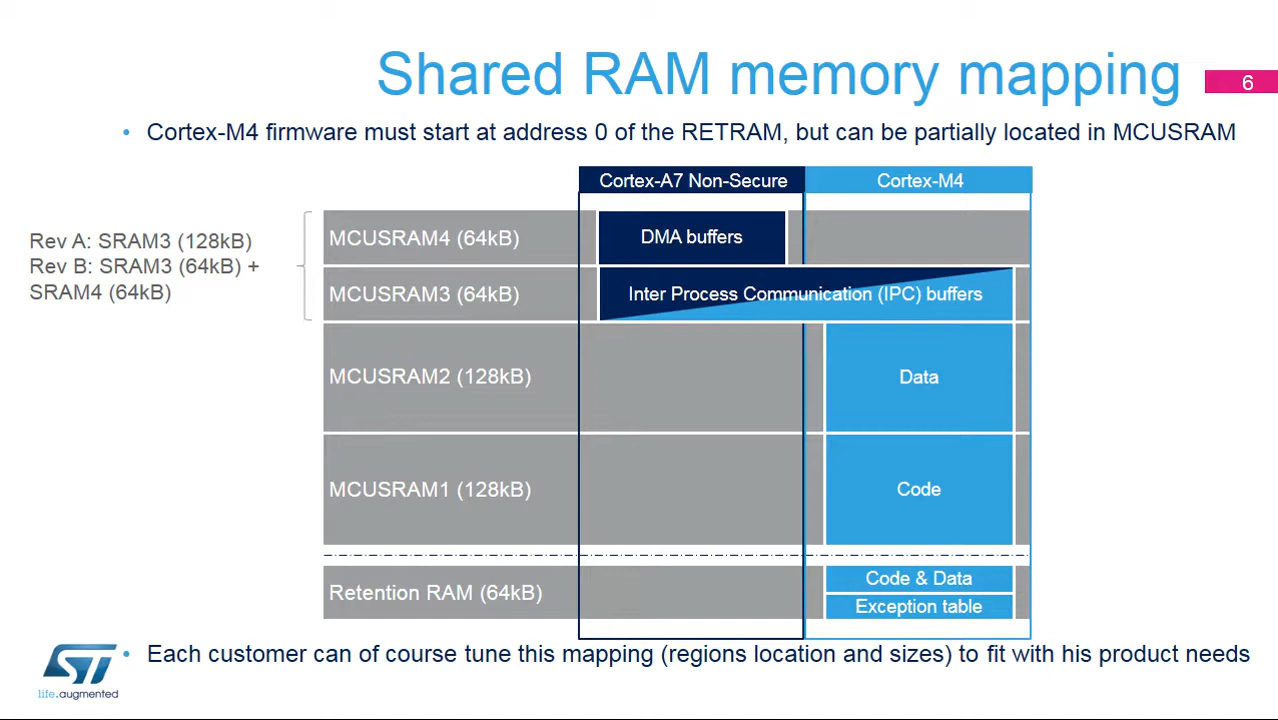 Shared RAM memory mapping
6
• Cortex-M4 firmware must start at address 0 of the RETRAM, but can be partially located in MCUSRAM
Cortex-A7 Non-Secure
Cortex-M4
Rev A: SRAM3 (128kB)
Rev B: SRAM3 (64kB) +
SRAM4 (64kB)
MCUSRAM4 (64kB)
DMA buffers
MCUSRAM3 (64kB)
Inter Process Communication (IPC) buffers
MCUSRAM2 (128kB)
Data
MCUSRAM1 (128kB)
Code
Retention RAM (64kB)
Code & Data
Exception table
• Each customer can of course tune this mapping (regions location and sizes) to fit with his product needs
ST
life.augmented